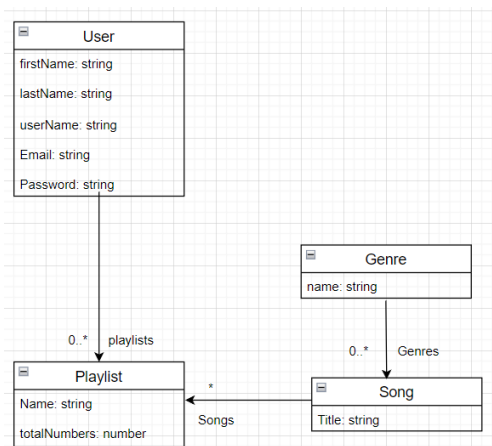 User
firstName: string
lastName: string
userName: string
Email: string
Password: string
Genre
name: string
0..* playlists
0..* Genres
Playlist
Name: string
totalNumbers: number
*
Songs
Song
Title: string